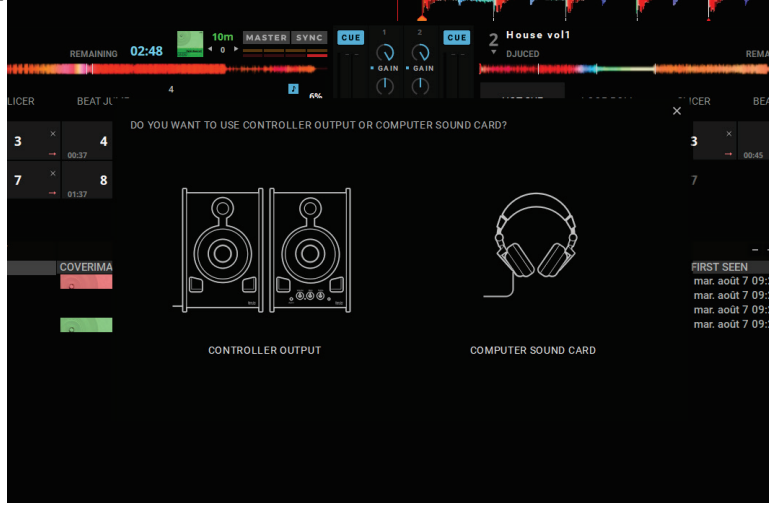 REMAINING 02:48
10m
MASTER SYNC
0
CUE
1
2
GAIN
GAIN
CUE
2
House vol1
DJUCED
REMA
LICER
4
6%
CER
BEA
3
4
00:37
7
8
01:37
3
00:45
7
DO YOU WANT TO USE CONTROLLER OUTPUT OR COMPUTER SOUND CARD?
CONTROLLER OUTPUT
COMPUTER SOUND CARD
COVERIMA
FIRST SEEN
mar. août 7 09:
mar. août 7 09:
mar. août 7 09:
mar. août 7 09: